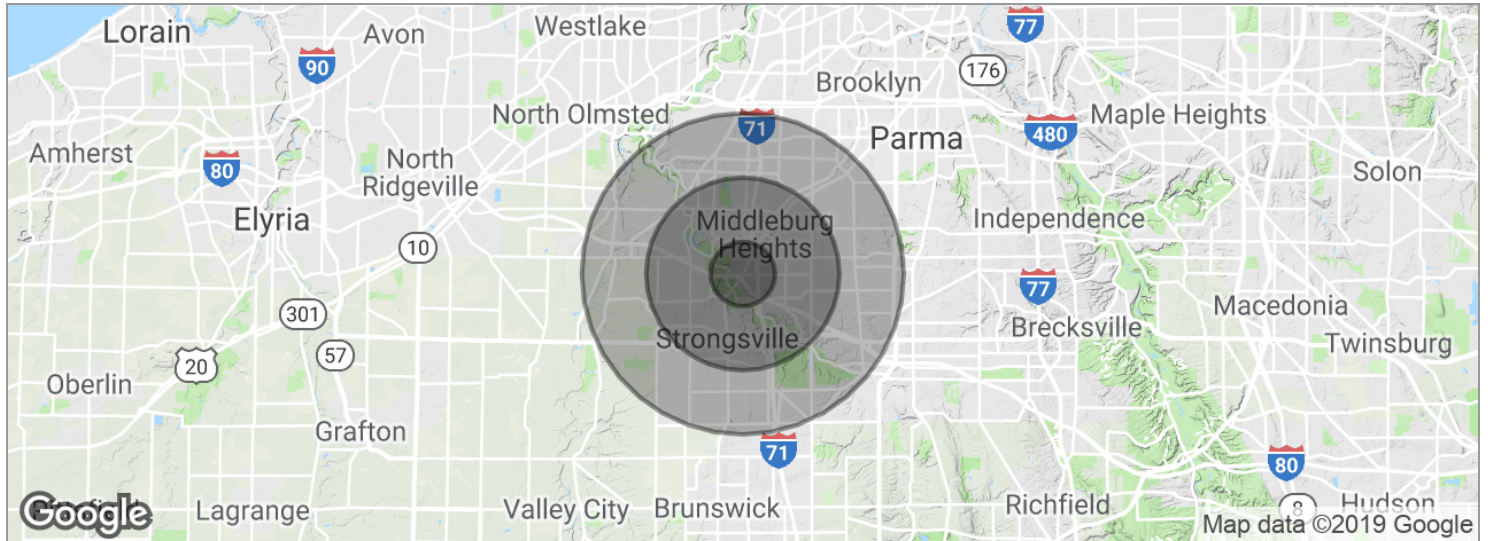 Lorain
Avon
Westlake
77
90
Brooklyn
176
North Olmsted
71
Parma
480
Maple Heights
Amherst
80
North
Ridgeville
Solon
Elyria
10
Middleburg
Heights
Independence
77
301
Macedonia
57
Strongsville
Brecksville
Twinsburg
20
Oberlin
Grafton
71
80
Google
Lagrange
Valley City
Brunswick
Richfield
8
Hudson
Map data ©2019 Google